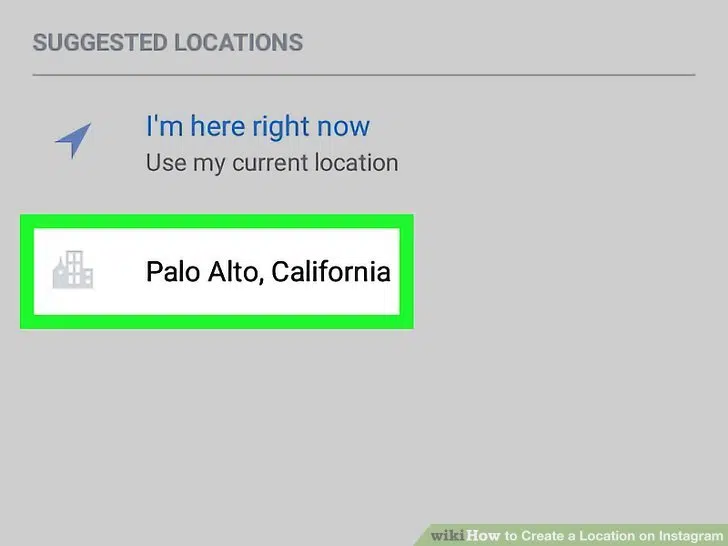 SUGGESTED LOCATIONS
I'm here right now
Use my current location
Palo Alto, California
wikiHow to Create a Location on Instagram